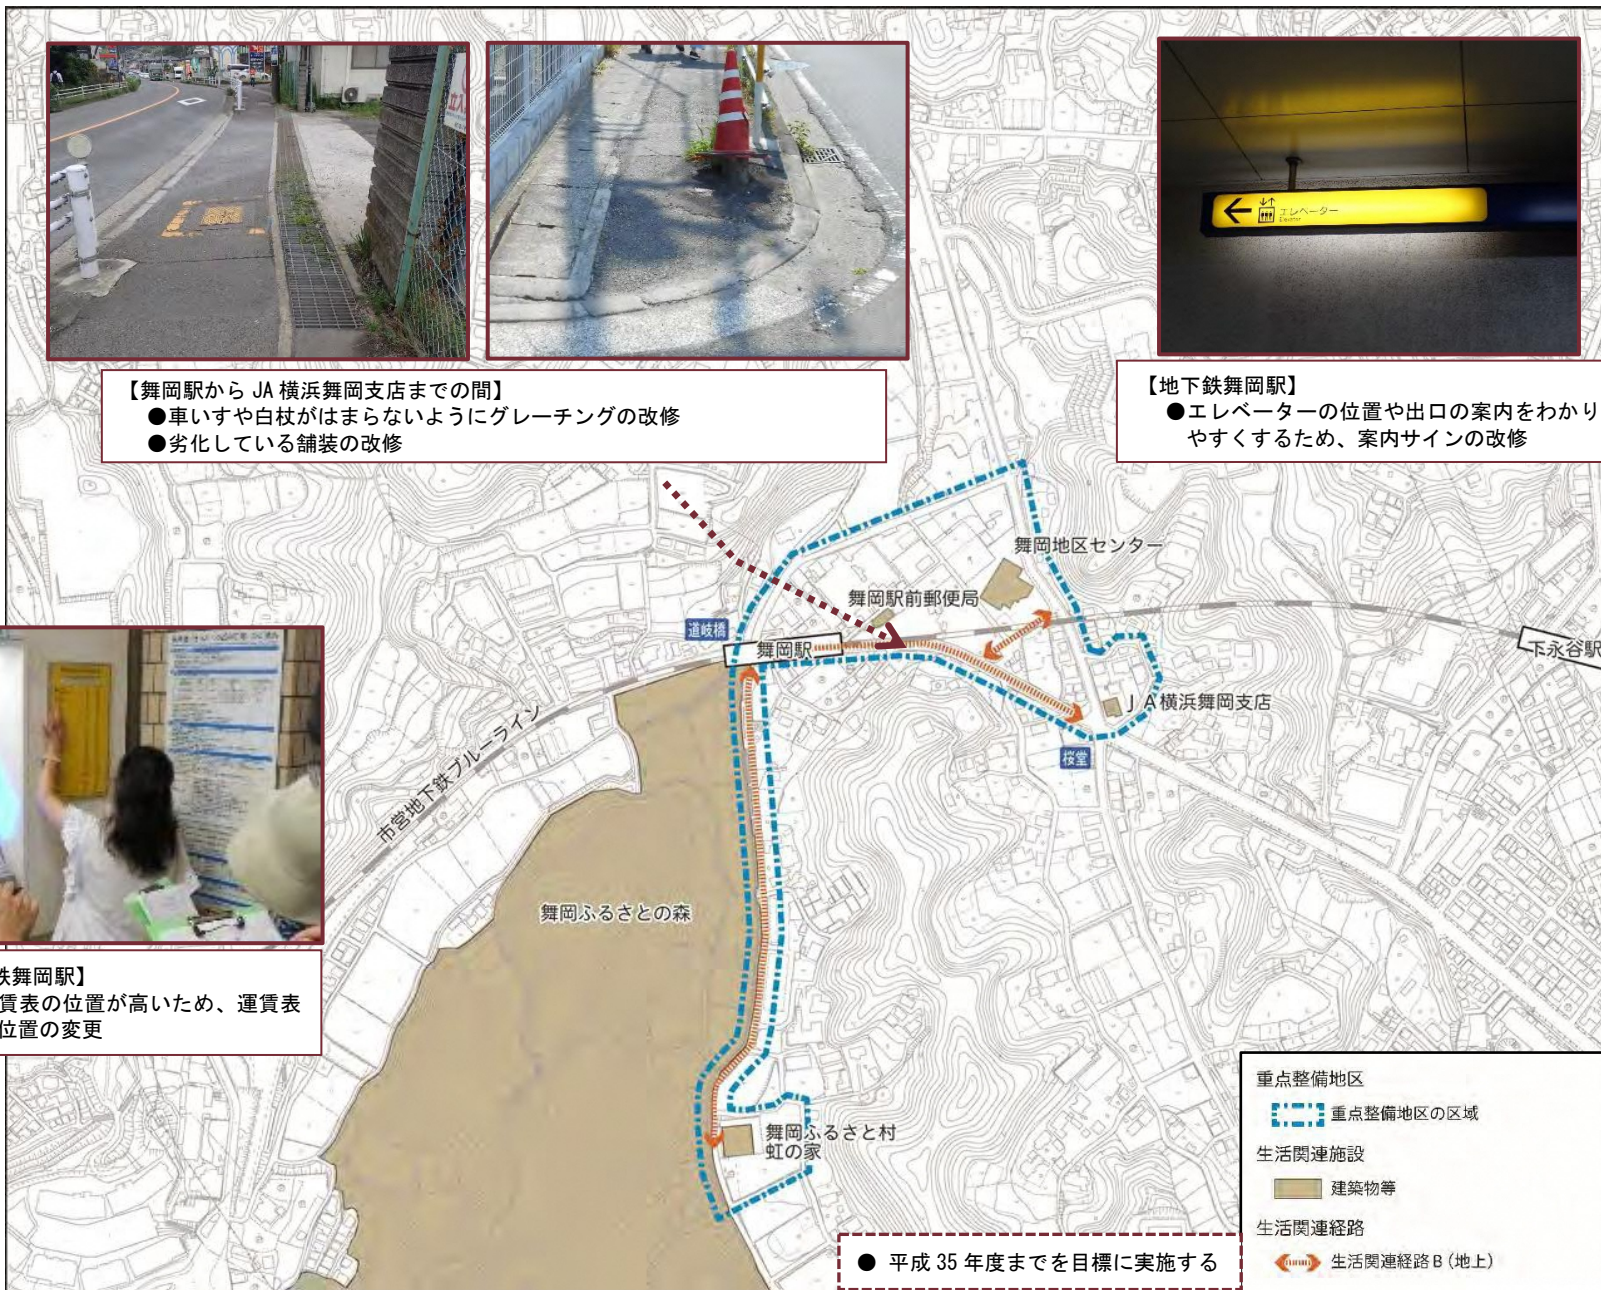 エレベーター
Elevator
【舞岡駅から JA 横浜舞岡支店までの間】
●車いすや白杖がはまらないようにグレーチングの改修
●劣化している舗装の改修
【地下鉄舞岡駅】
●エレベーターの位置や出口の案内をわかり
やすくするため、案内サインの改修
舞岡地区センター
舞岡駅前郵便局
道岐橋
舞岡駅
下永谷駅
JA横浜舞岡支店
桜堂
市営地下鉄ブルーライン
舞岡ふるさとの森
鉄舞岡駅】
賃表の位置が高いため、運賃表
位置の変更
舞岡ふるさと村
虹の家
重点整備地区
重点整備地区の区域
生活関連施設
建築物等
生活関連経路
生活関連経路B(地上)
● 平成 35 年度までを目標に実施する